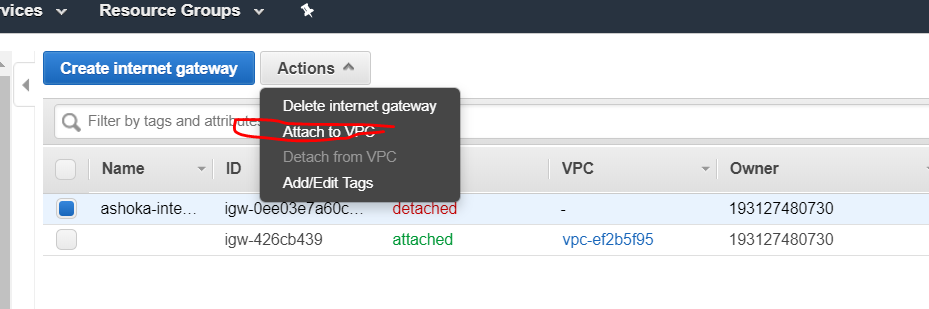 vices Resource Groups
Create internet gateway Actions
Delete internet gateway
Filter by tags and attributes
Attach to VPC
Detach from VPC
Name ID VPC Owner
Add/Edit Tags
ashoka-inte... igw-0ee03e7a60c... detached - 193127480730
igw-426cb439 attached vpc-ef2b5f95 193127480730